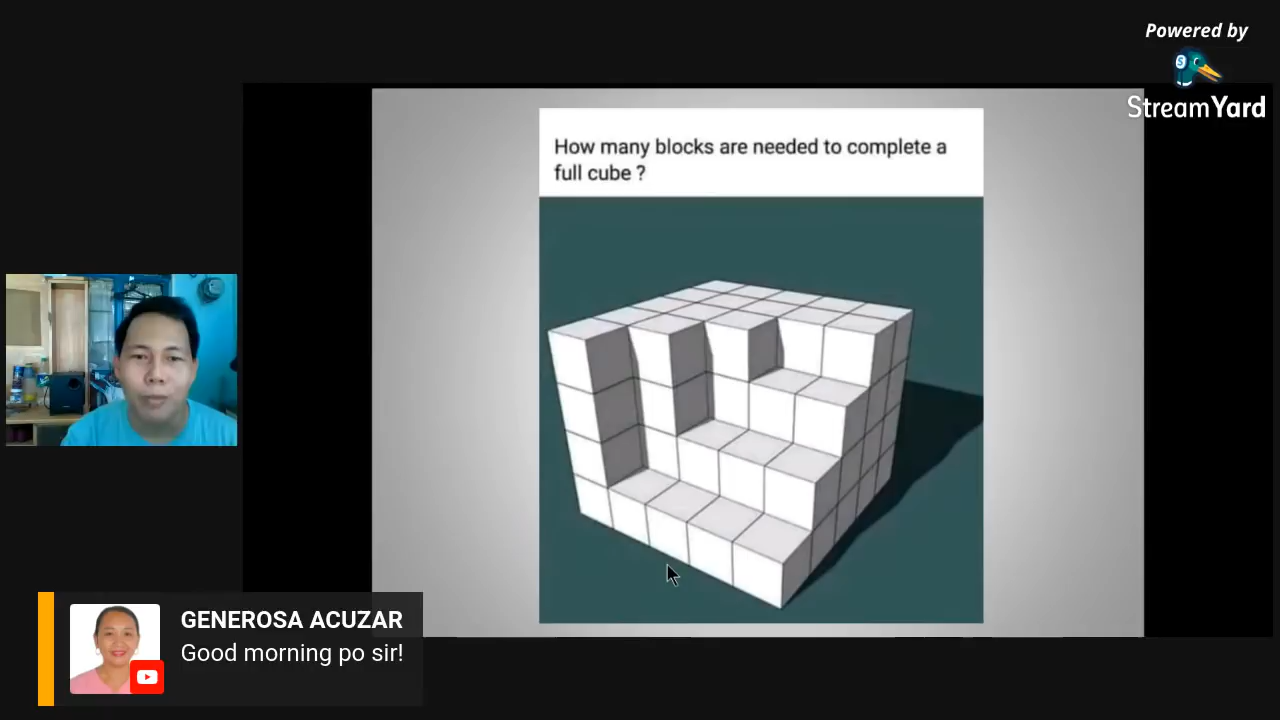 Powered by
StreamYard
How many blocks are needed to complete a
full cube ?
GENEROSA ACUZAR
Good morning po sir!